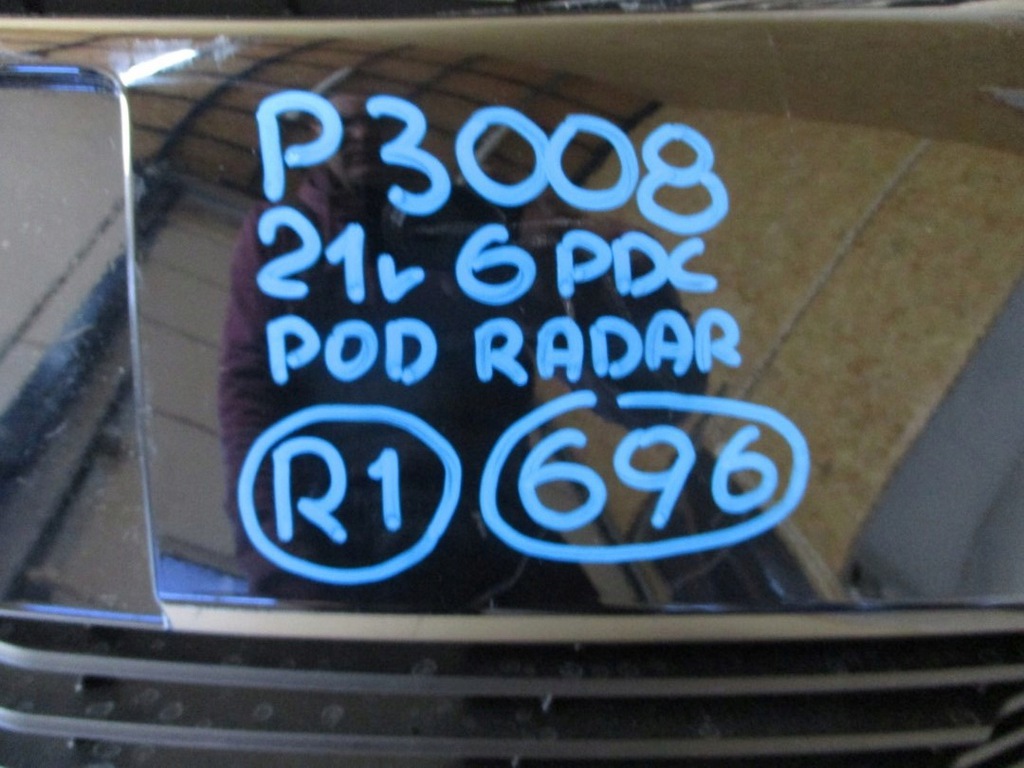 P3008
21r 6 PDC
POD RADAR
R1 696